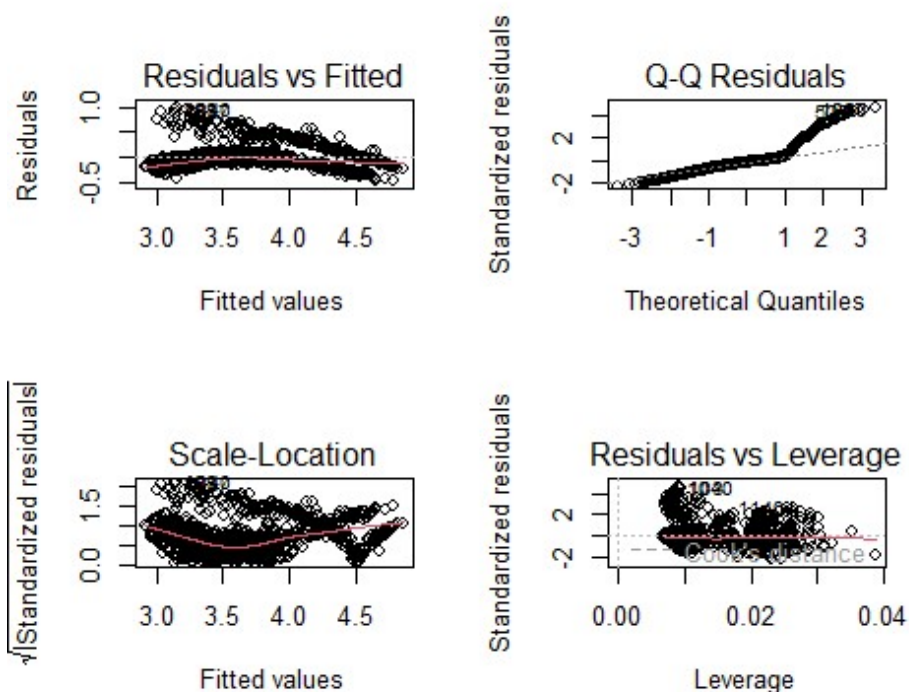 Residuals vs Fitted
Residuals
1.0
-0.5
3.0 3.5 4.0 4.5
Fitted values
Q-Q Residuals
Standardized residuals
2
-2
-3 -1 1 2 3
Theoretical Quantiles
Scale-Location
√|Standardized residuals|
1.5
0.0
3.0 3.5 4.0 4.5
Fitted values
Residuals vs Leverage
Standardized residuals
2
-2
Cook's distance
0.00 0.02 0.04
Leverage